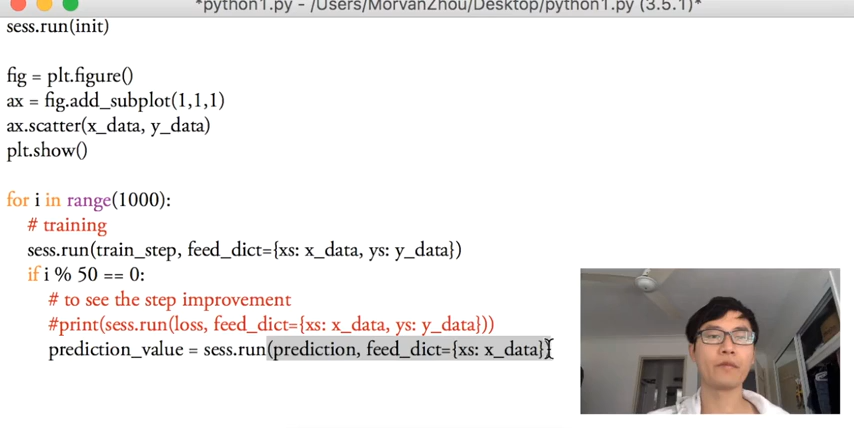 *python1.py - /Users/MorvanZhou/Desktop/python1.py (3.5.1)*
sess.run(init)
fig = plt.figure()
ax = fig.add_subplot(1,1,1)
ax.scatter(x_data, y_data)
plt.show()
for i in range(1000):
# training
sess.run(train_step, feed_dict={xs: x_data, ys: y_data})
if i % 50 == 0:
# to see the step improvement
#print(sess.run(loss, feed_dict={xs: x_data, ys: y_data}))
prediction_value = sess.run(prediction, feed_dict={xs: x_data})